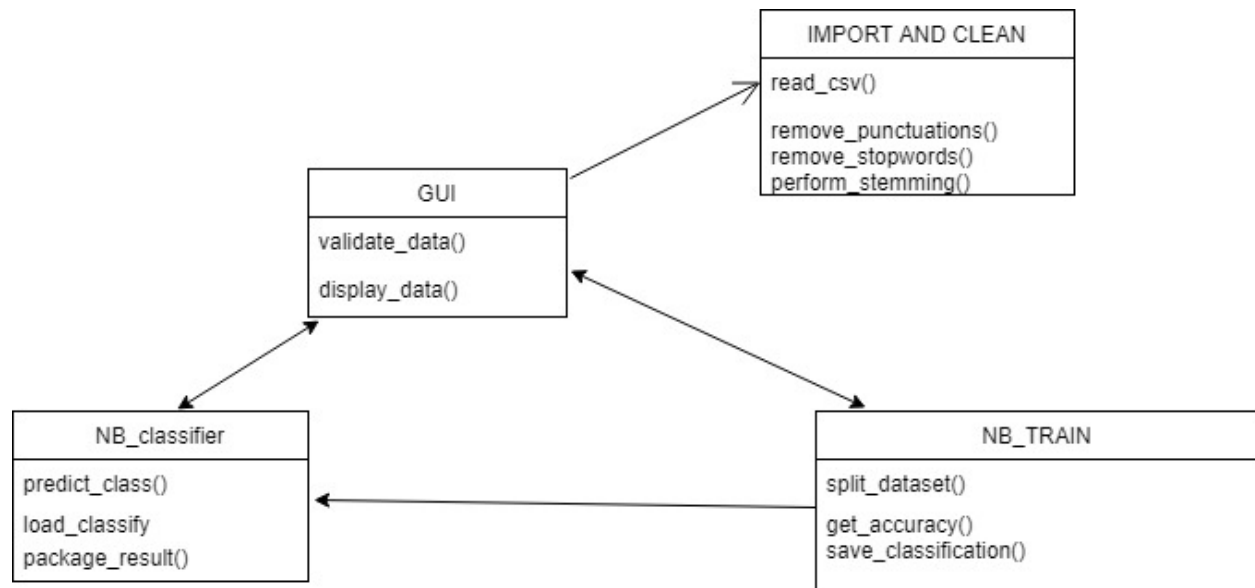 IMPORT AND CLEAN
read_csv()
remove_punctuations()
remove_stopwords()
perform_stemming()
GUI
validate_data()
display_data()
NB_classifier
predict_class()
load_classify
package_result()
NB_TRAIN
split_dataset()
get_accuracy()
save_classification()